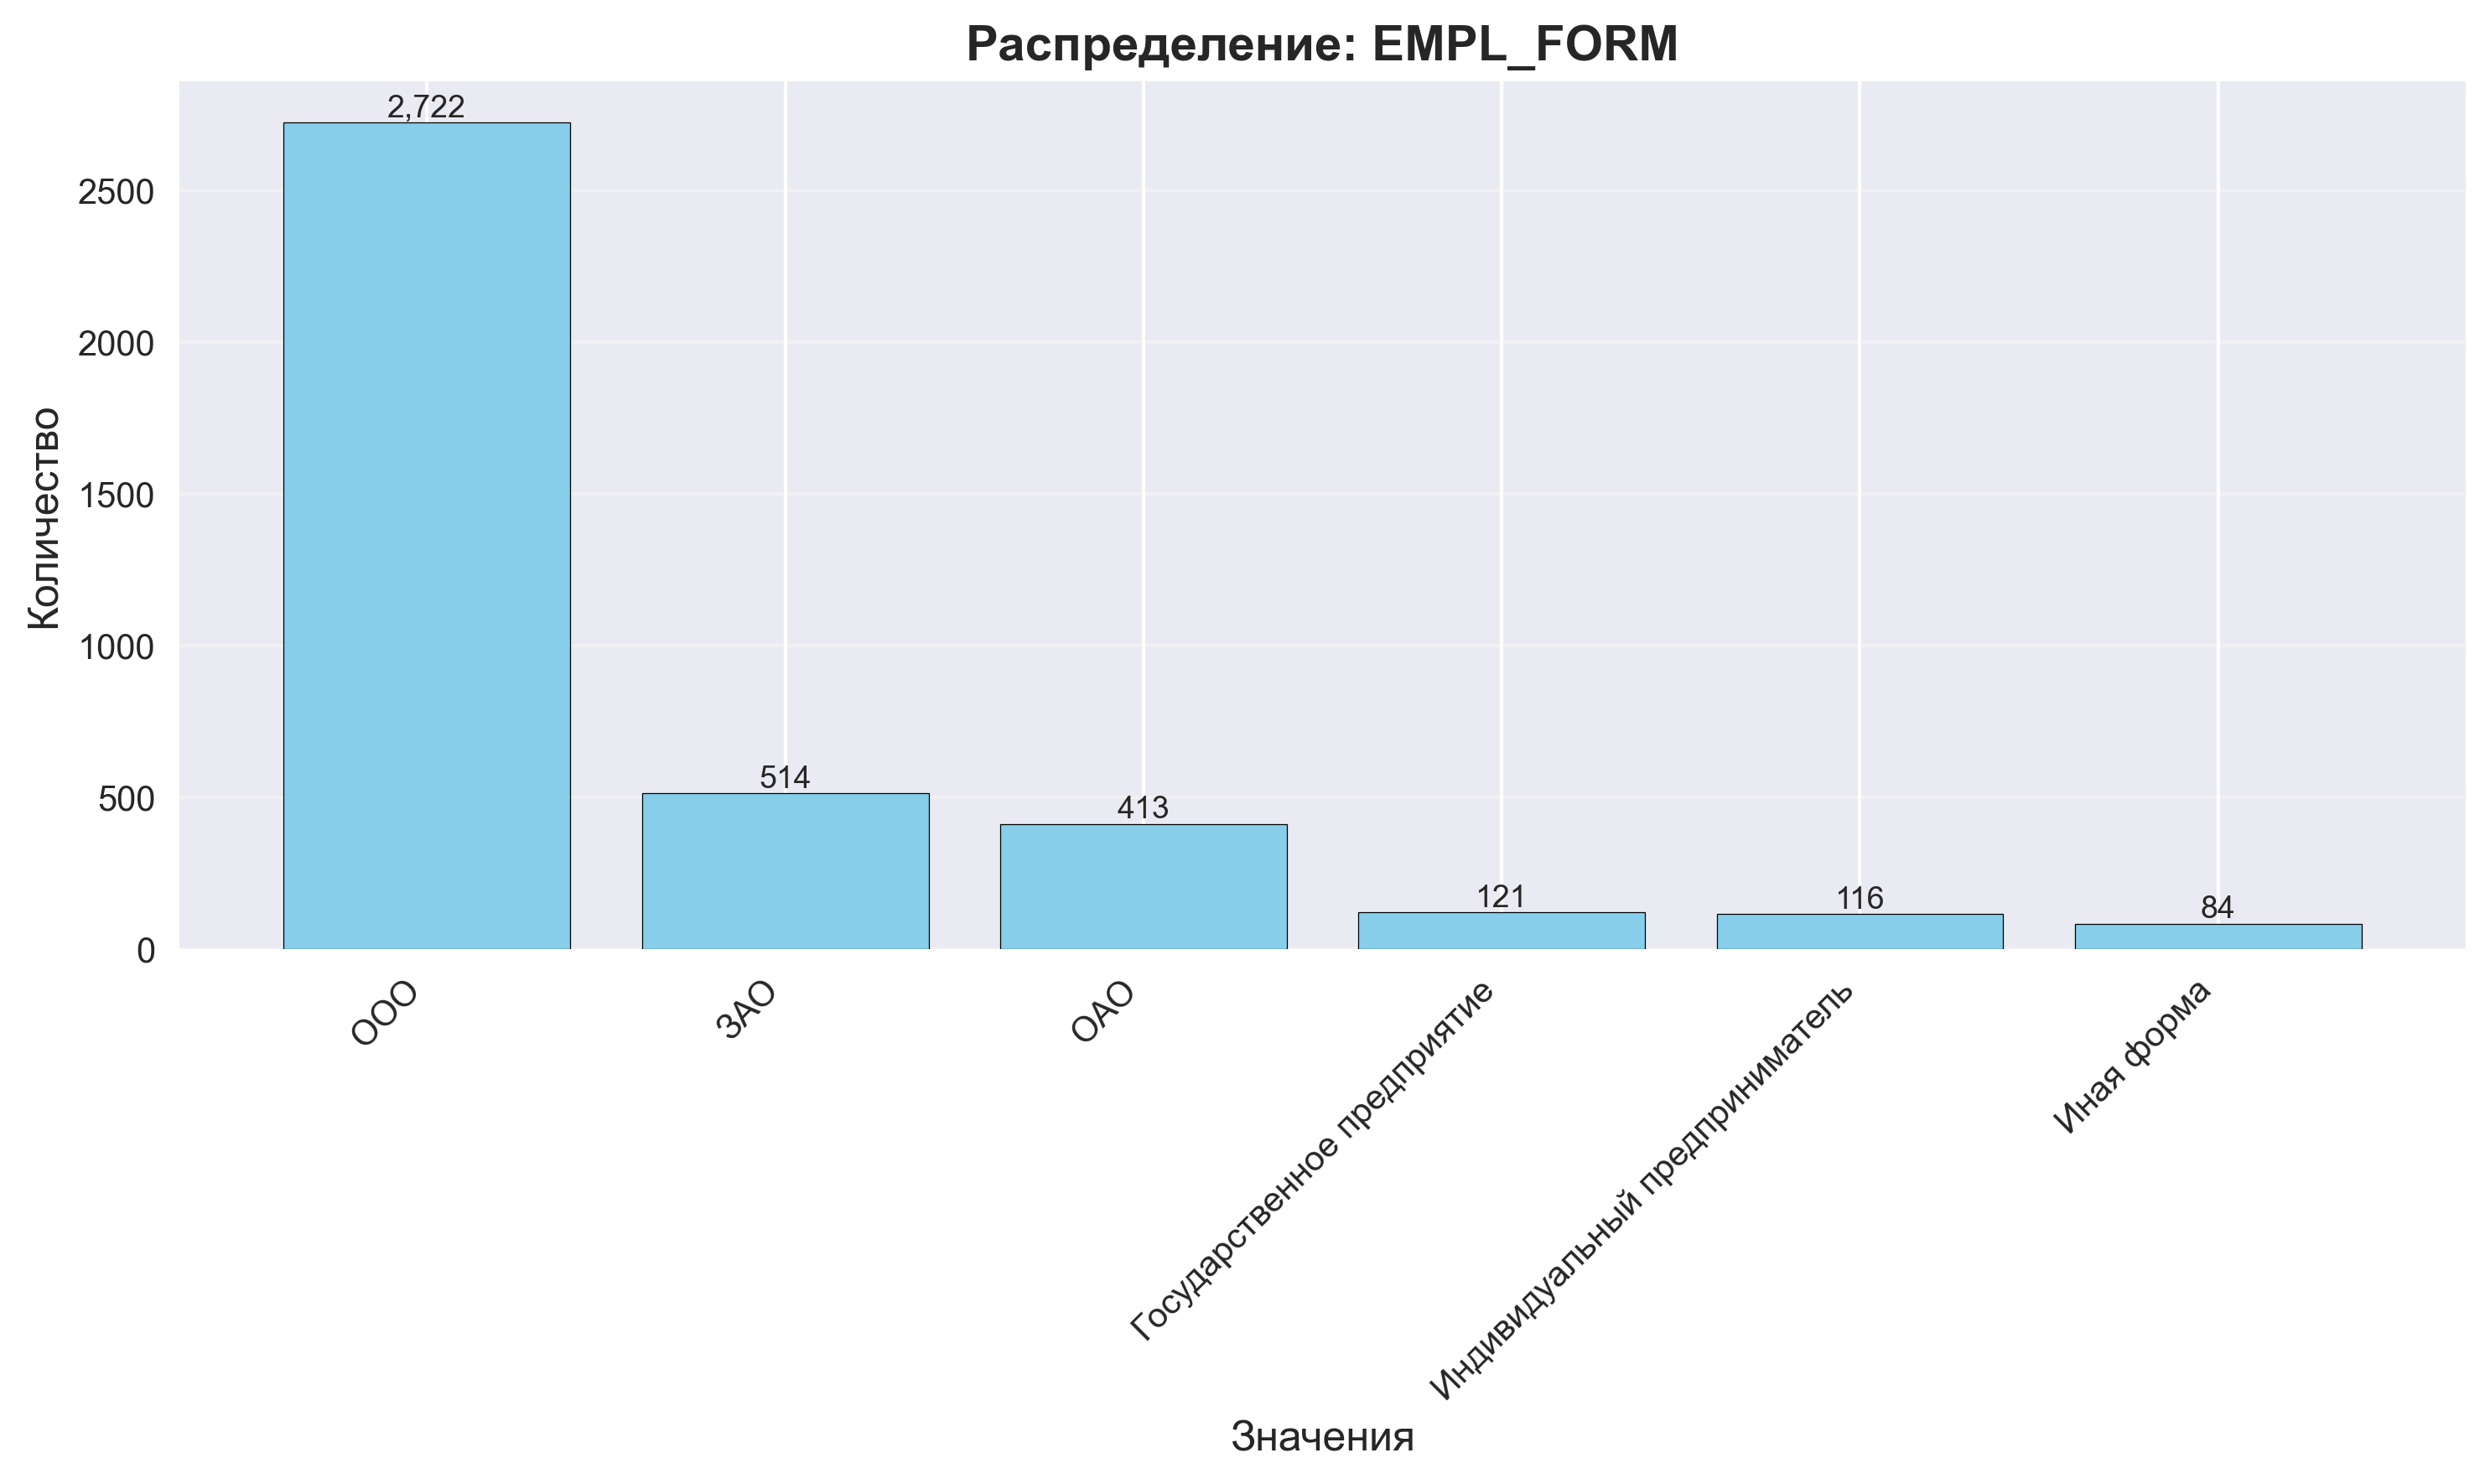 Распределение: EMPL_FORM
Количество
2500
2000
1500
1000
500
0
2,722
514
413
121
116
84
ООО
ЗАО
ОАО
Государственное предприятие
Индивидуальный предприниматель
Иная форма
Значения